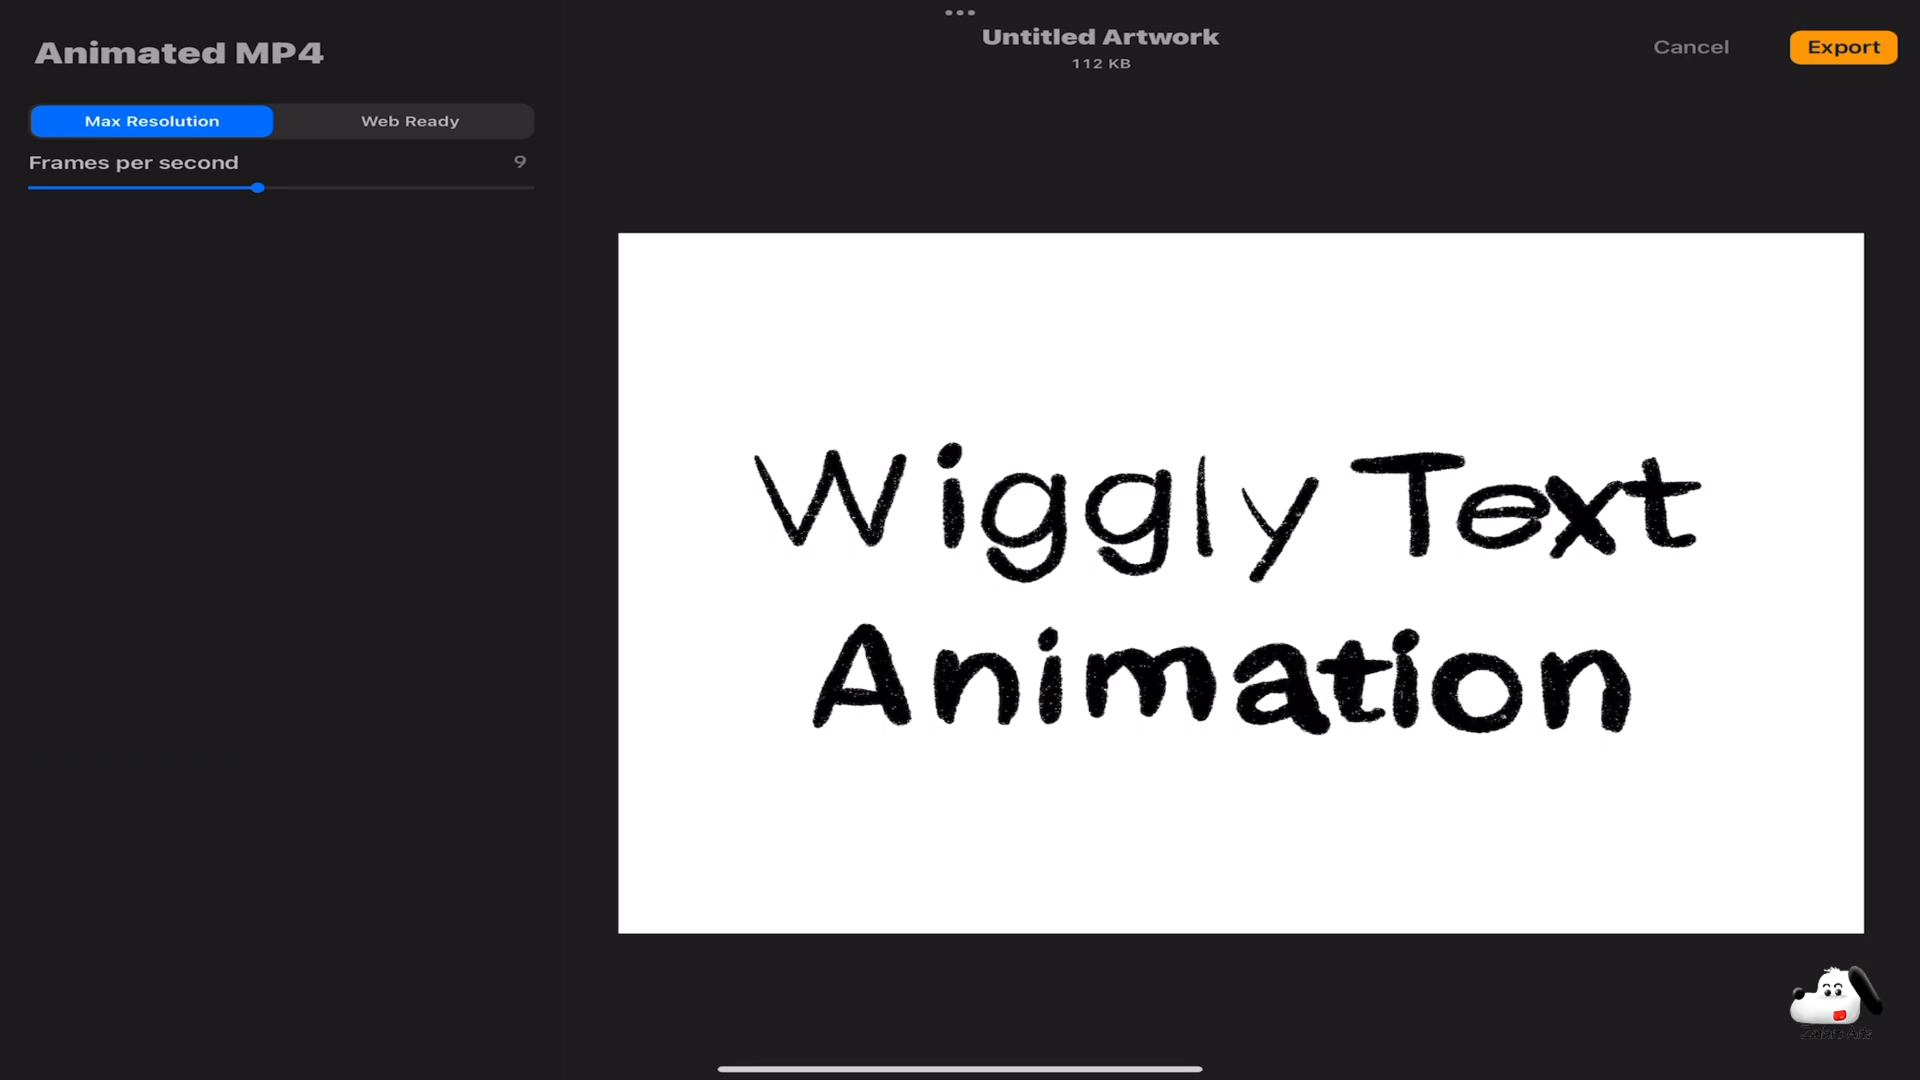 Animated MP4
Untitled Artwork
112 KB
Cancel
Export
Max Resolution
Web Ready
Frames per second
9
Wiggly Text
Animation